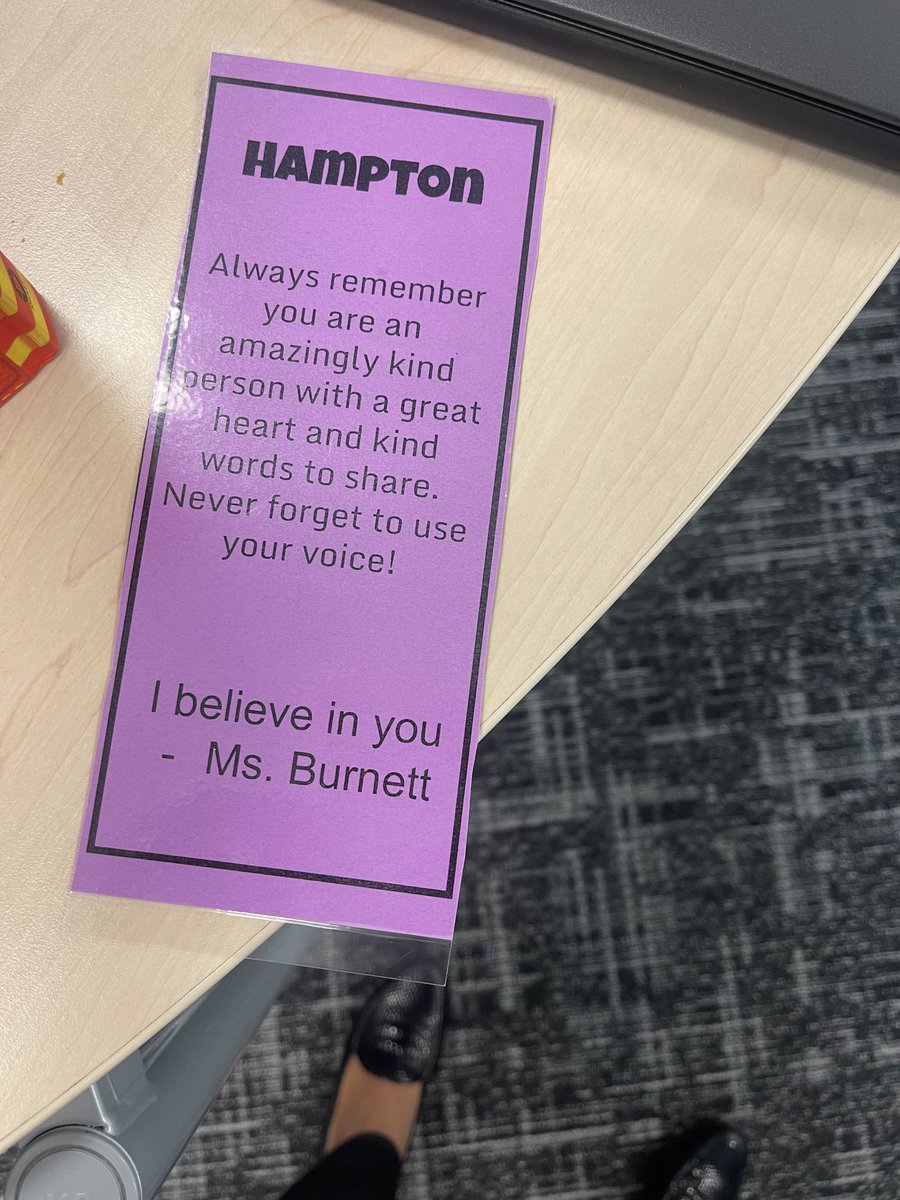 HAMPTON
Always remember
you are an
amazingly kind
person with a great
heart and kind
words to share.
Never forget to use
your voice!
I believe in you
- Ms. Burnett